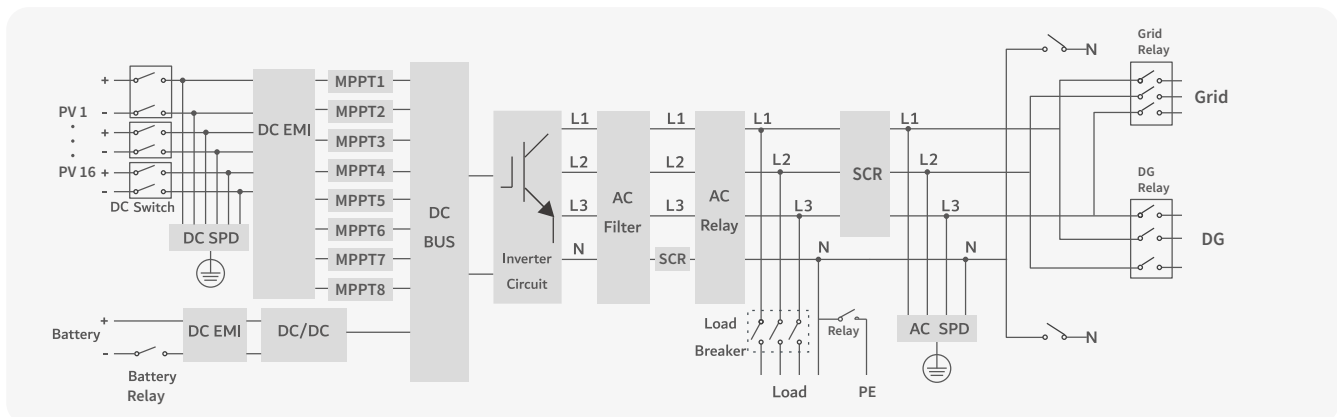 +
PV 1
-
+
-
PV 16
+
-
DC Switch
DC SPD
DC EMI
MPPT1
MPPT2
MPPT3
MPPT4
MPPT5
MPPT6
MPPT7
MPPT8
DC
BUS
+
Battery
-
Battery
Relay
DC EMI
DC/DC
Inverter
Circuit
L1
L2
L3
N
AC
Filter
L1
L2
L3
SCR
AC
Relay
L1
L2
L3
N
SCR
Load
Breaker
Load
Relay
PE
L1
L2
L3
N
AC SPD
N
N
Grid
Relay
Grid
DG
Relay
DG